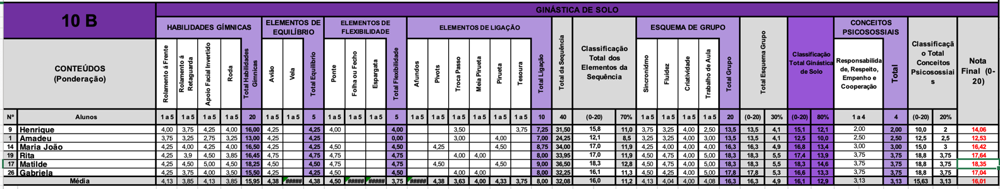 10 B
GINÁSTICA DE SOLO
HABILIDADES GÍMNICAS
ELEMENTOS DE EQUILÍBRIO
ELEMENTOS DE FLEXIBILIDADE
ELEMENTOS DE LIGAÇÃO
Total da Sequência
Classificação Total dos Elementos da Sequência
ESQUEMA DE GRUPO
Total Esquema Grupo
Classificação Total Ginástica de Solo
CONCEITOS PSICOSOSSIAIS
Classificaçã o Total Conceitos Psicosossiai s
Nota Final (0-20)
CONTEÚDOS (Ponderação)
Rolamento á Frente
Rolamento á Retaguarda
Apoio Facial Invertido
Roda
Total Habilidades Gímnicas
Avião
Vela
Total Equilíbrio
Ponte
Folha ou Fecho
Espargata
Total Flexibilidade
Afundos
Pivots
Troca Passo
Meia Pirueta
Pirueta
Tesoura
Total Ligação
Sincronidmo
Fluidez
Criatividade
Trabalho de Aula
Total Grupo
Responsabilida de, Respeito, Empenho e Cooperação
Total
Nº Alunos 1 a 5 1 a 5 1 a 5 1 a 5 20 1 a 5 1 a 5 5 1 a 5 1 a 5 1 a 5 5 1 a 5 1 a 5 1 a 5 1 a 5 1 a 5 1 a 5 10 40 (0-20) 70% 1 a 5 1 a 5 1 a 5 1 a 5 20 (0-20) 30% (0-20) 80% 1 a 4 4 (0-20) 20%
9 Henrique 4,00 3,75 4,25 4,00 16,00 4,25 4,25 4,00 4,00 3,50 3,75 7,25 31,50 15,8 11,0 3,75 3,25 4,00 2,50 13,5 13,5 4,1 15,1 12,1 2,00 2,00 10,0 2 14,06
1 Amadeu 3,75 3,25 2,75 3,25 13,00 4,25 4,25 0,00 3,00 4,00 7,00 24,25 12,1 8,5 3,25 3,25 4,00 3,00 13,5 13,5 4,1 12,5 10,0 2,50 2,50 12,5 2,5 12,53
14 Maria João 4,25 4,00 4,25 4,00 16,50 4,25 4,25 4,50 4,50 4,25 4,50 8,75 34,00 17,0 11,9 4,25 4,00 4,00 4,00 16,3 16,3 4,9 16,8 13,4 3,00 3,00 15,0 3 16,42
19 Rita 4,25 3,9 4,50 3,85 16,45 4,75 4,75 4,75 4,75 4,00 4,00 8,00 33,95 17,0 11,9 4,50 4,75 4,00 5,00 18,3 18,3 5,5 17,4 13,9 3,75 3,75 18,8 3,75 17,64
17 Matilde 4,25 4,50 5,00 4,50 18,25 4,50 4,50 4,75 4,75 4,50 4,50 9,00 36,50 18,3 12,8 4,50 4,75 4,00 5,00 18,3 18,3 5,5 18,3 14,6 3,75 3,75 18,8 3,75 18,35
26 Gabriela 4,25 3,75 4,00 3,50 15,50 4,25 4,25 4,50 4,50 4,00 4,00 8,00 32,25 16,1 11,3 4,50 4,25 4,00 5,00 17,8 17,8 5,3 16,6 13,3 3,75 3,75 18,8 3,75 17,04
Média 4,13 3,85 4,13 3,85 15,95 4,38 ##### 4,38 4,50 ##### ##### 3,75 ##### 4,38 3,63 4,00 4,33 3,75 8,00 32,08 16,0 11,2 4,13 4,04 4,00 4,08 16,3 16,3 4,9 16,1 12,9 3,13 3,13 15,63 3,13 16,01